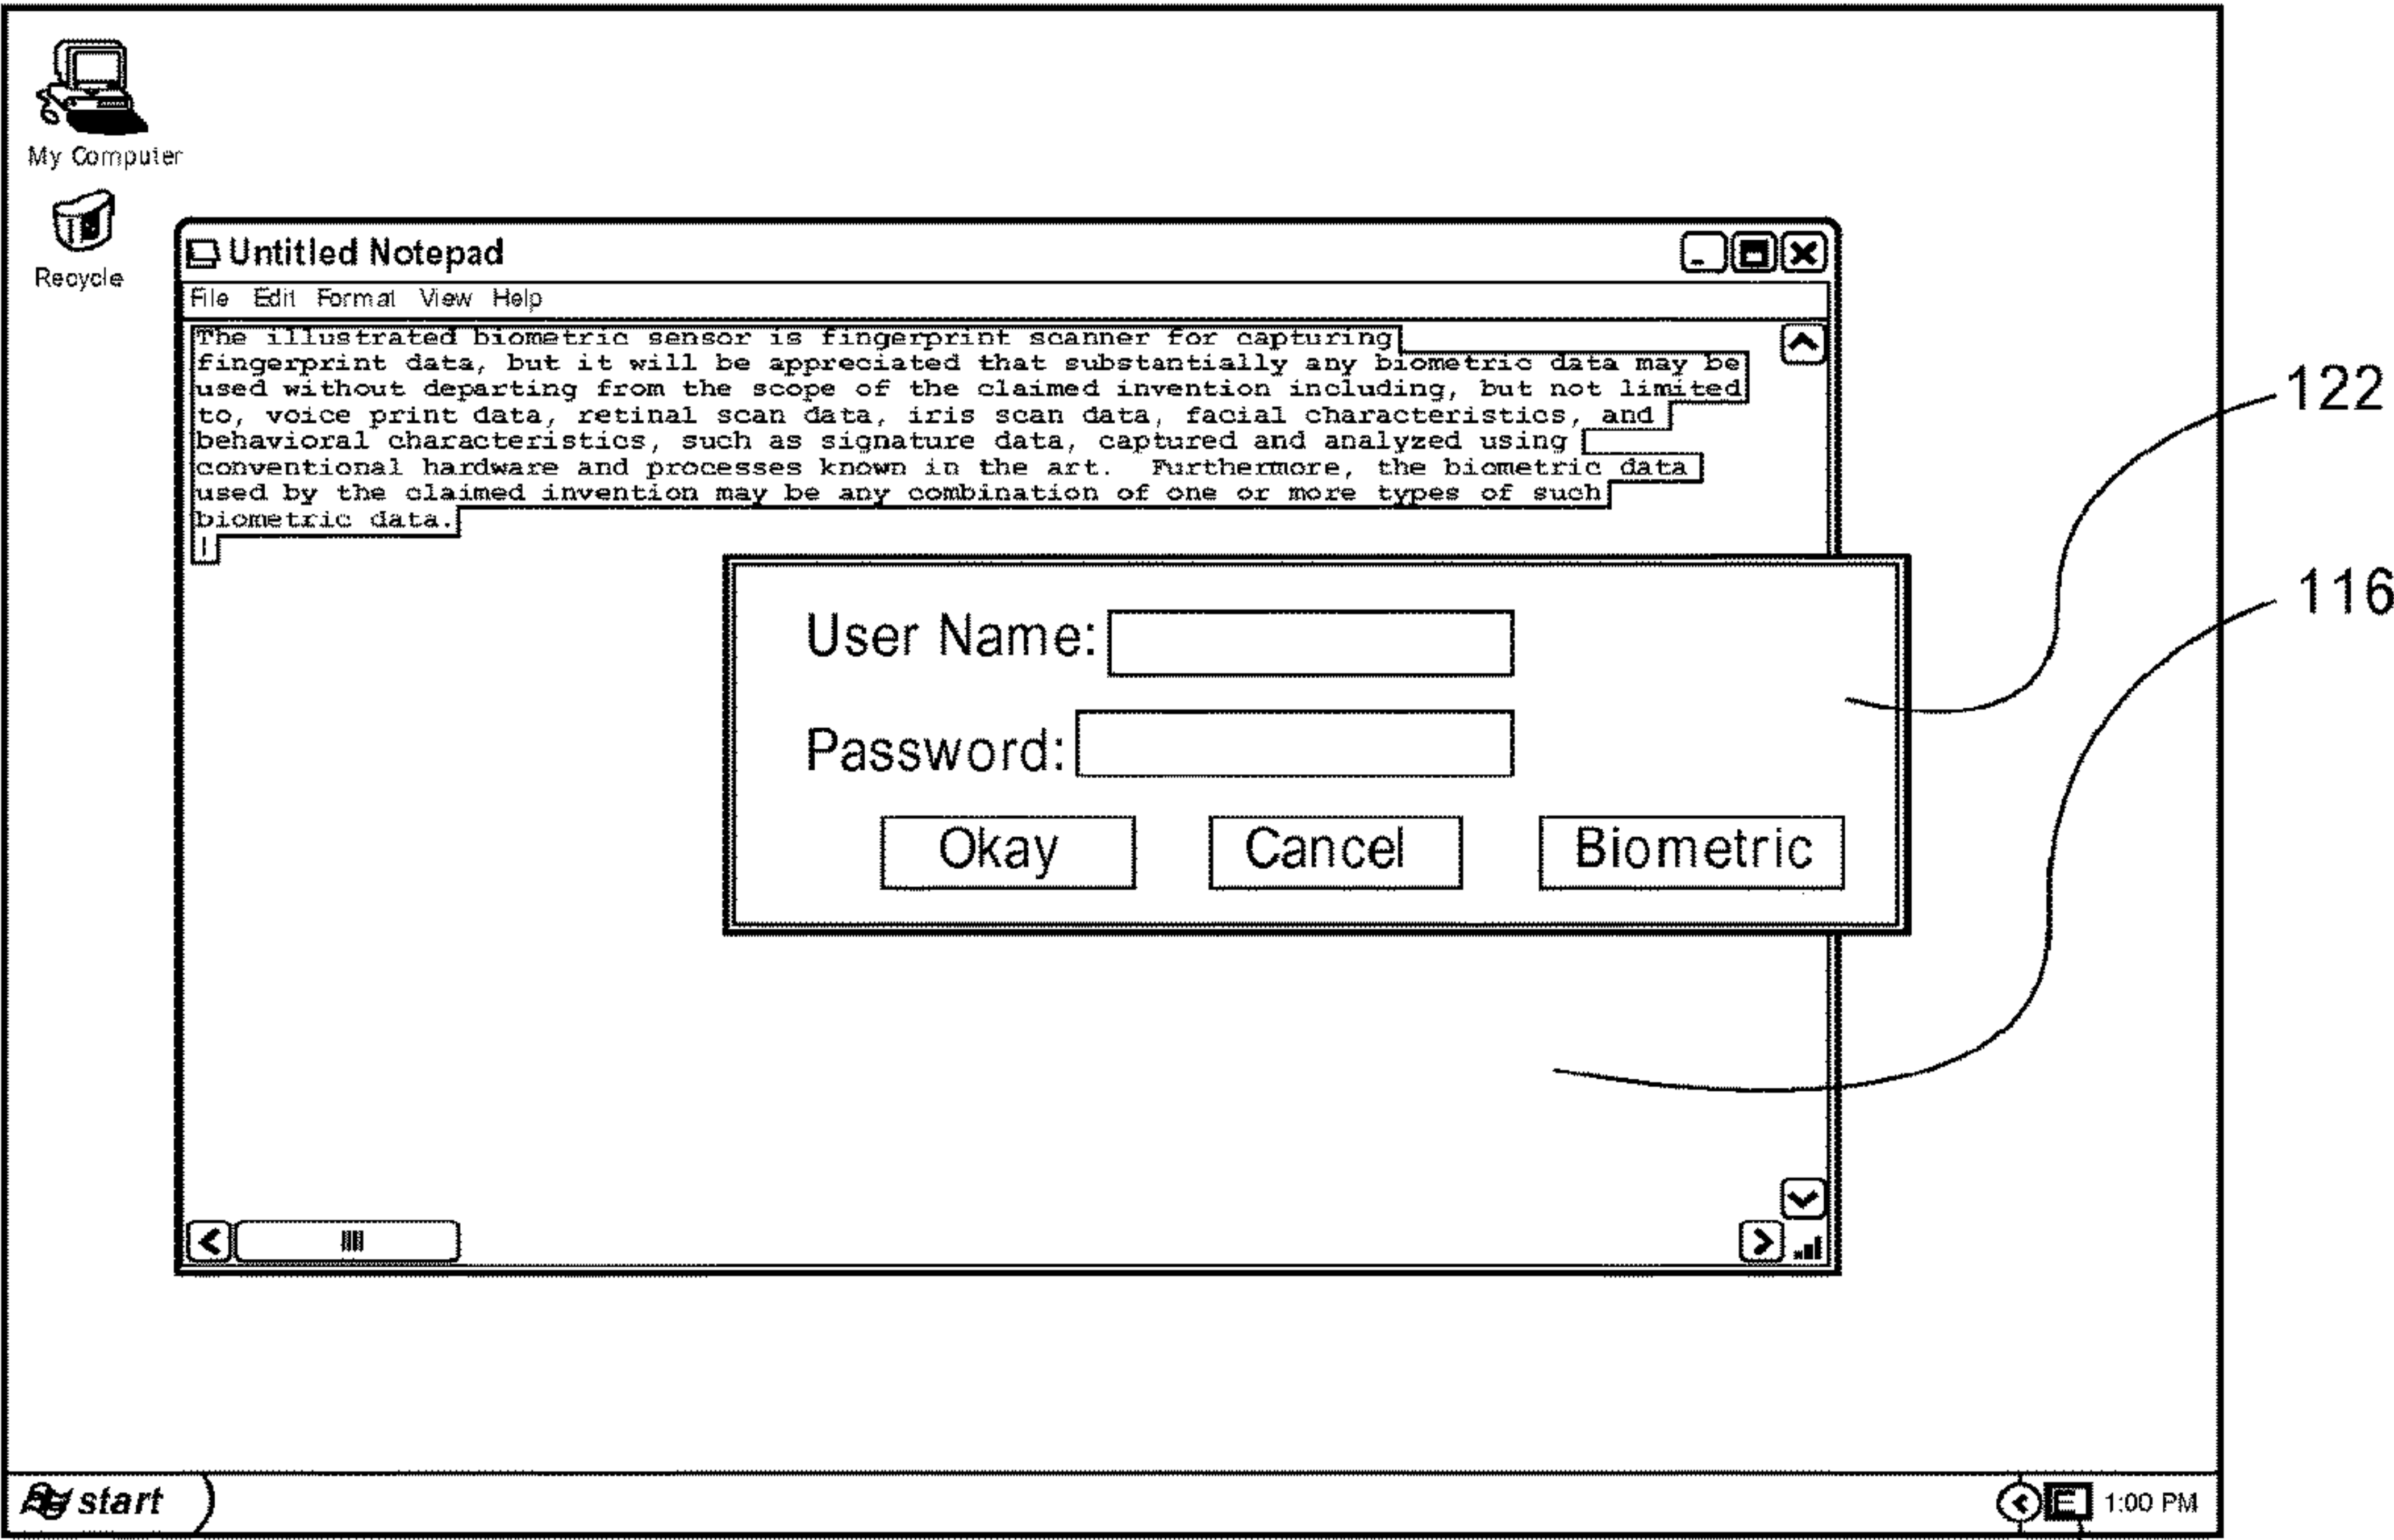 My Computer
Recycle
Untitled Notepad
File Edit Format View Help
The illustrated biometric sensor is fingerprint scanner for capturing
fingerprint data, but it will be appreciated that substantially any biometric data may be
used without departing from the scope of the claimed invention including, but not limited
to, voice print data, retinal scan data, iris scan data, facial characteristics, and
behavioral characteristics, such as signature data, captured and analyzed using
conventional hardware and processes known in the art.  Furthermore, the biometric data
used by the claimed invention may be any combination of one or more types of such
biometric data.
User Name:
Password:
Okay Cancel Biometric
122
116
start
E 1:00 PM